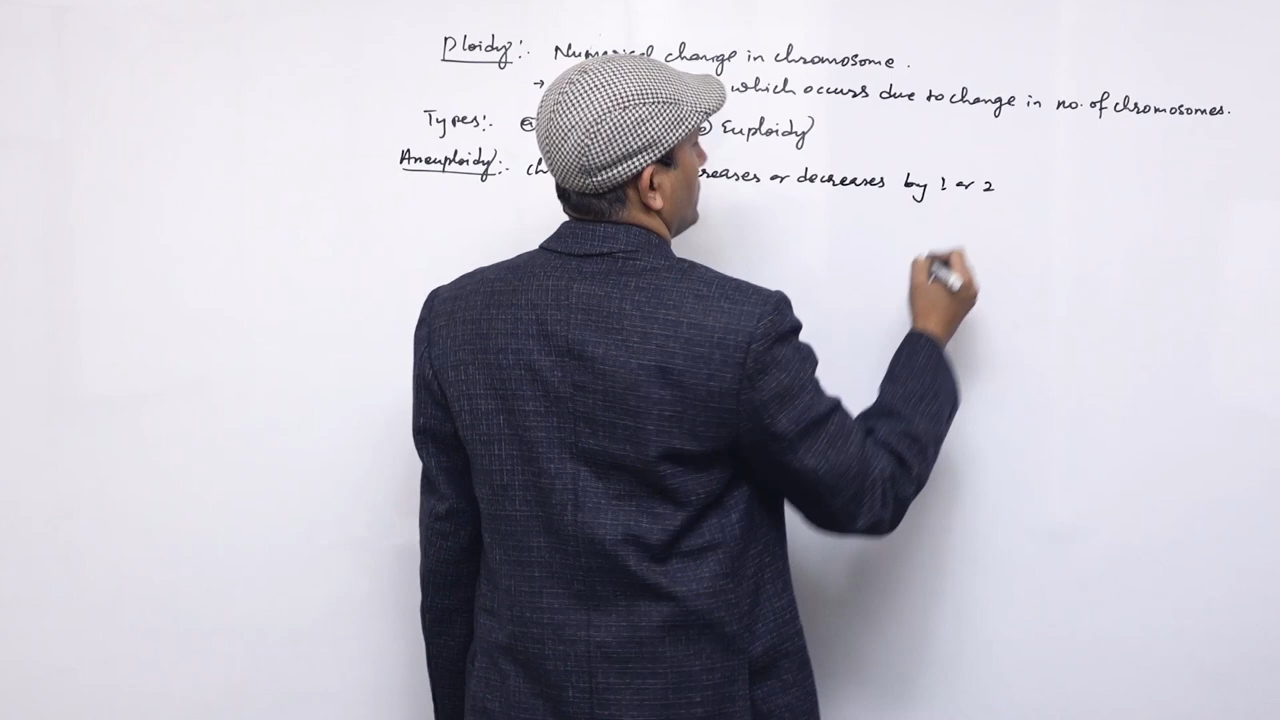 Ploidy:- Numerical change in chromosome.
→ which occurs due to change in no. of chromosomes.
Types:- Euploidy
Aneuploidy:- or decreases by 1 or 2